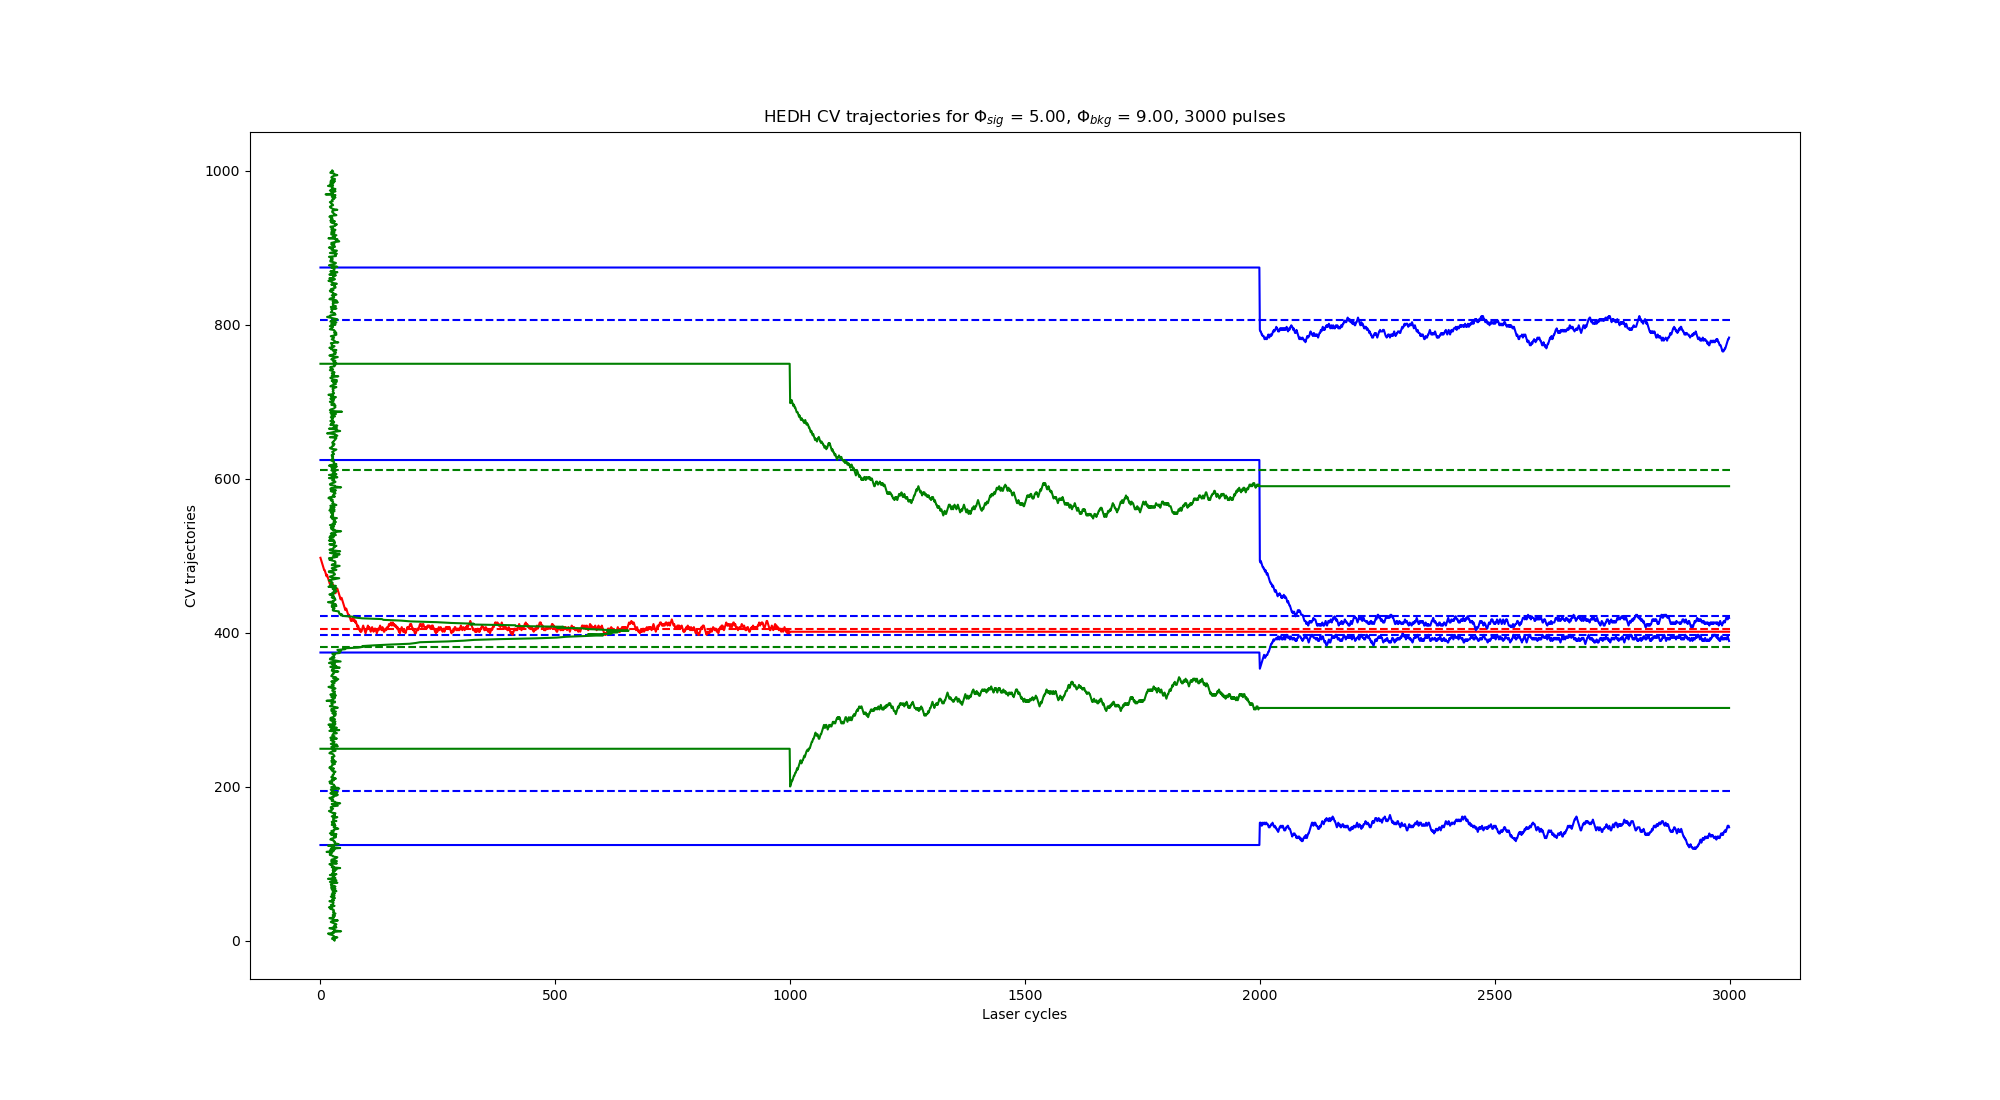 HEDH CV trajectories for Φsig = 5.00, Φbkg = 9.00, 3000 pulses
1000
800
600
400
200
0
CV trajectories
0 500 1000 1500 2000 2500 3000
Laser cycles